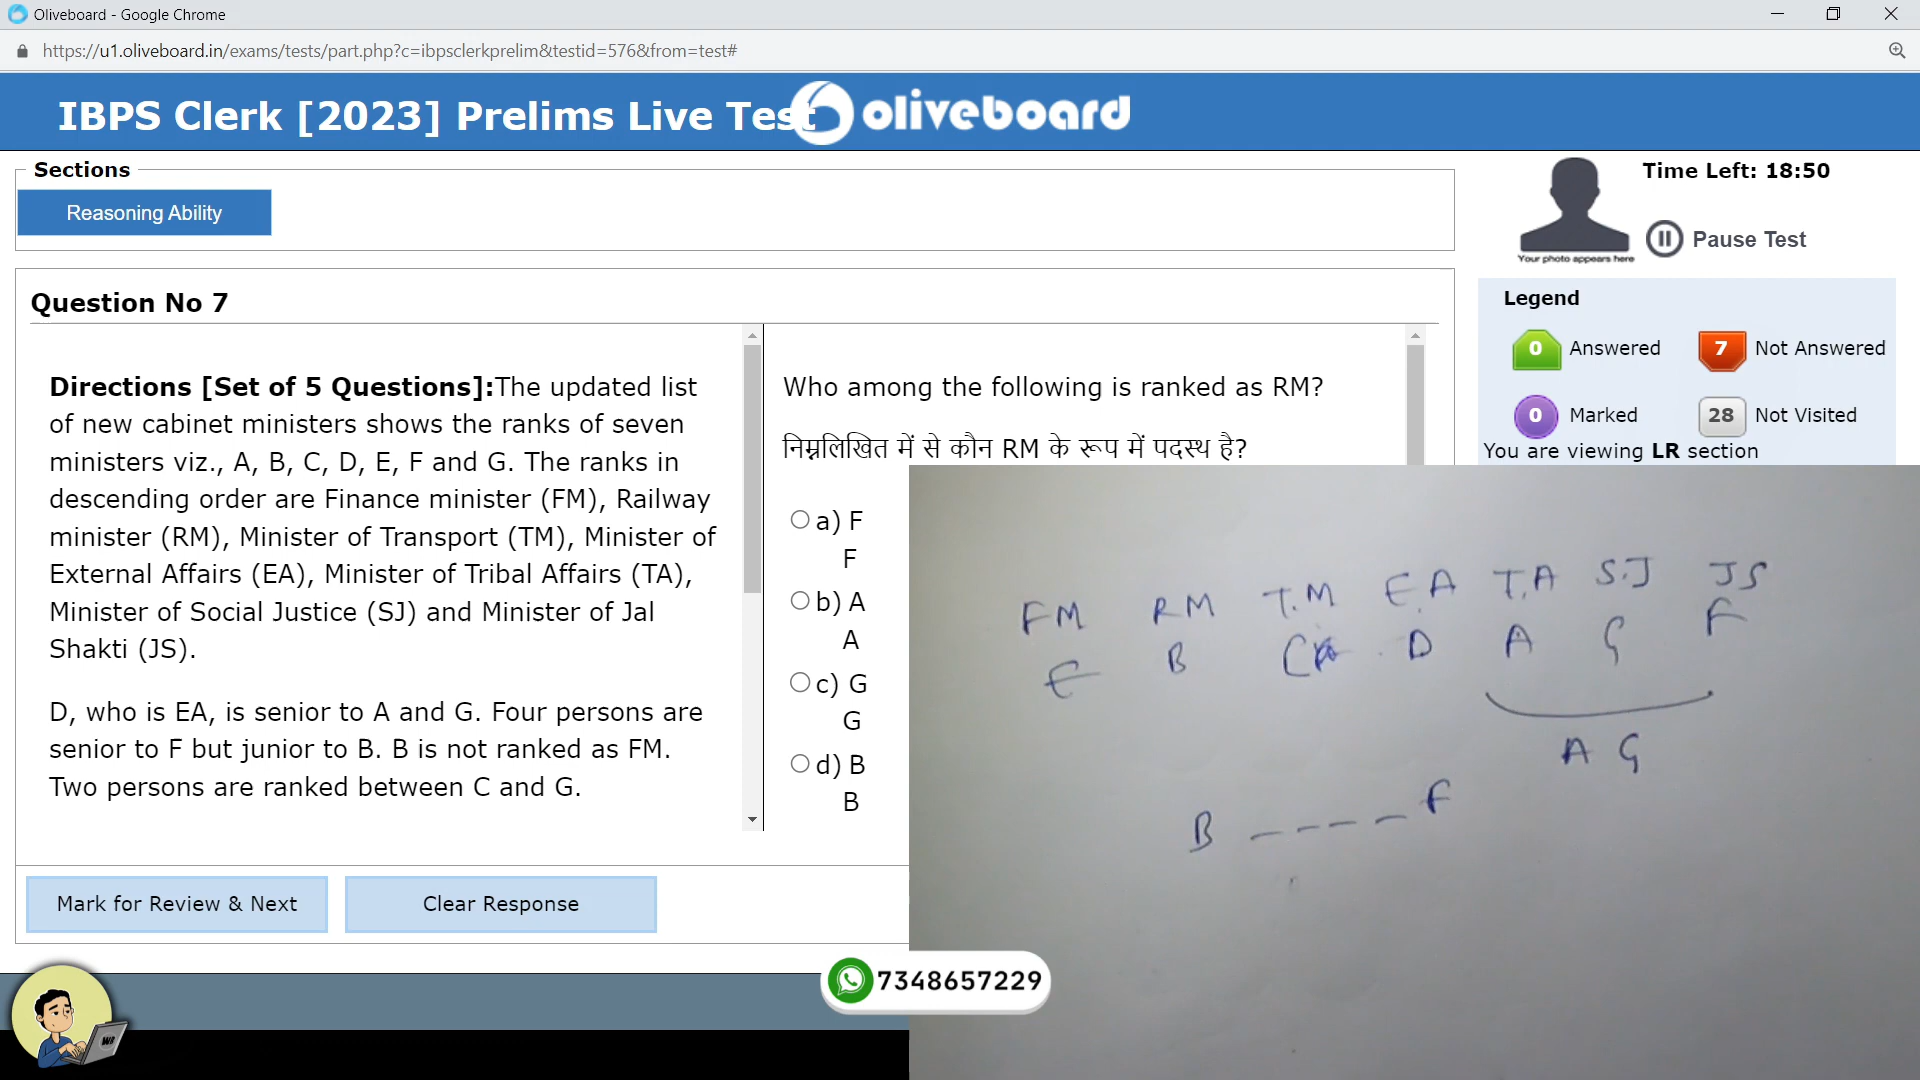 Oliveboard - Google Chrome
https://u1.oliveboard.in/exams/tests/part.php?c=ibpsclerkprelim&testid=576&from=test#
IBPS Clerk [2023] Prelims Live Test
oliveboard
Sections
Reasoning Ability
Time Left: 18:50
Pause Test
Your photo appears here
Question No 7
Directions [Set of 5 Questions]:The updated list
of new cabinet ministers shows the ranks of seven
ministers viz., A, B, C, D, E, F and G. The ranks in
descending order are Finance minister (FM), Railway
minister (RM), Minister of Transport (TM), Minister of
External Affairs (EA), Minister of Tribal Affairs (TA),
Minister of Social Justice (SJ) and Minister of Jal
Shakti (JS).
D, who is EA, is senior to A and G. Four persons are
senior to F but junior to B. B is not ranked as FM.
Two persons are ranked between C and G.
Who among the following is ranked as RM?
निम्नलिखित में से कौन RM के रूप में पदस्थ है?
a) F
F
b) A
A
c) G
G
d) B
B
Legend
0 Answered
7 Not Answered
0 Marked
28 Not Visited
You are viewing LR section
FM RM T.M E.A T.A S.J JS
E B C D A G F
A G
B ---- F
Mark for Review & Next
Clear Response
7348657229